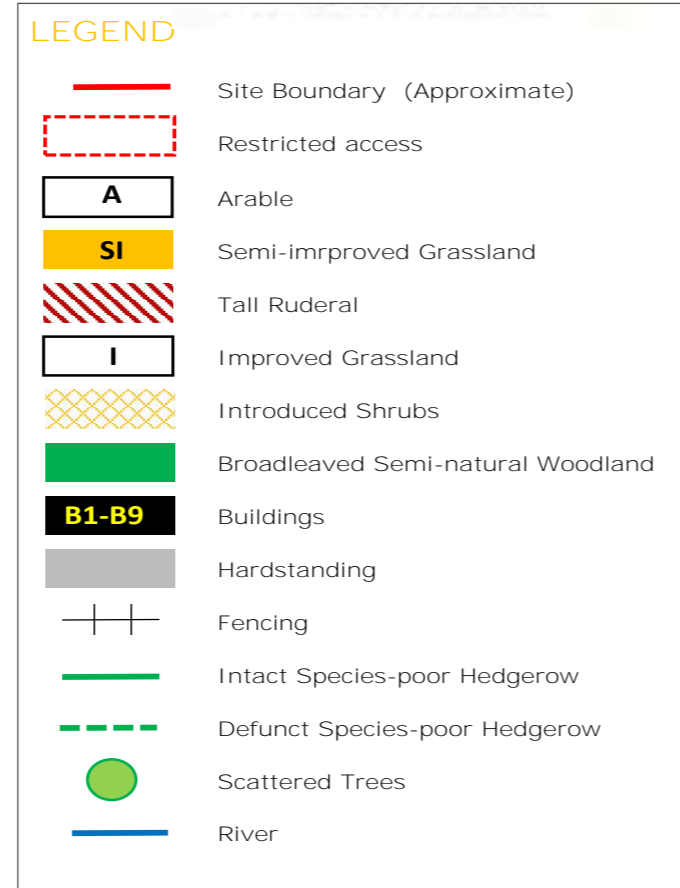 LEGEND
Site Boundary (Approximate)
Restricted access
A Arable
SI Semi-imrproved Grassland
Tall Ruderal
I Improved Grassland
Introduced Shrubs
Broadleaved Semi-natural Woodland
B1-B9 Buildings
Hardstanding
Fencing
Intact Species-poor Hedgerow
Defunct Species-poor Hedgerow
Scattered Trees
River